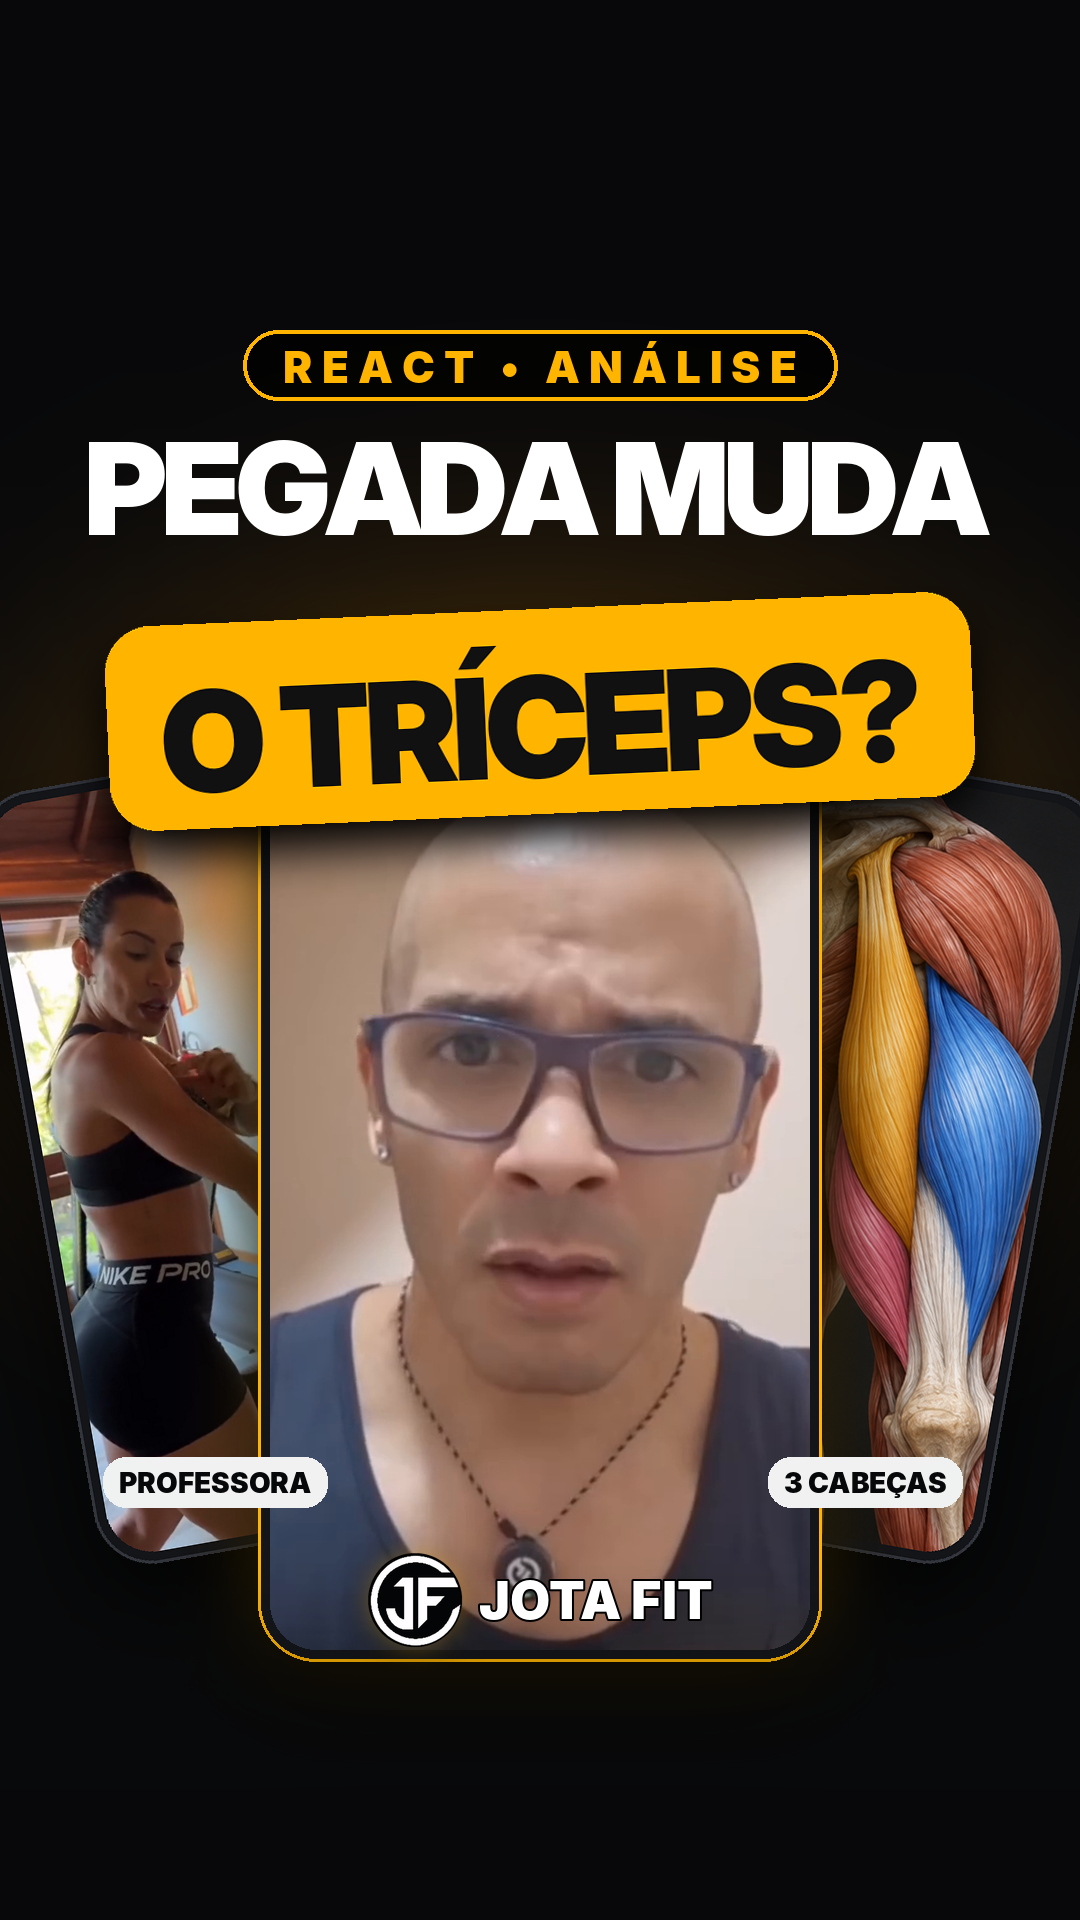 REACT • ANÁLISE
PEGADA MUDA
O TRÍCEPS?
NIKE PRO
PROFESSORA
3 CABEÇAS
JF JOTA FIT